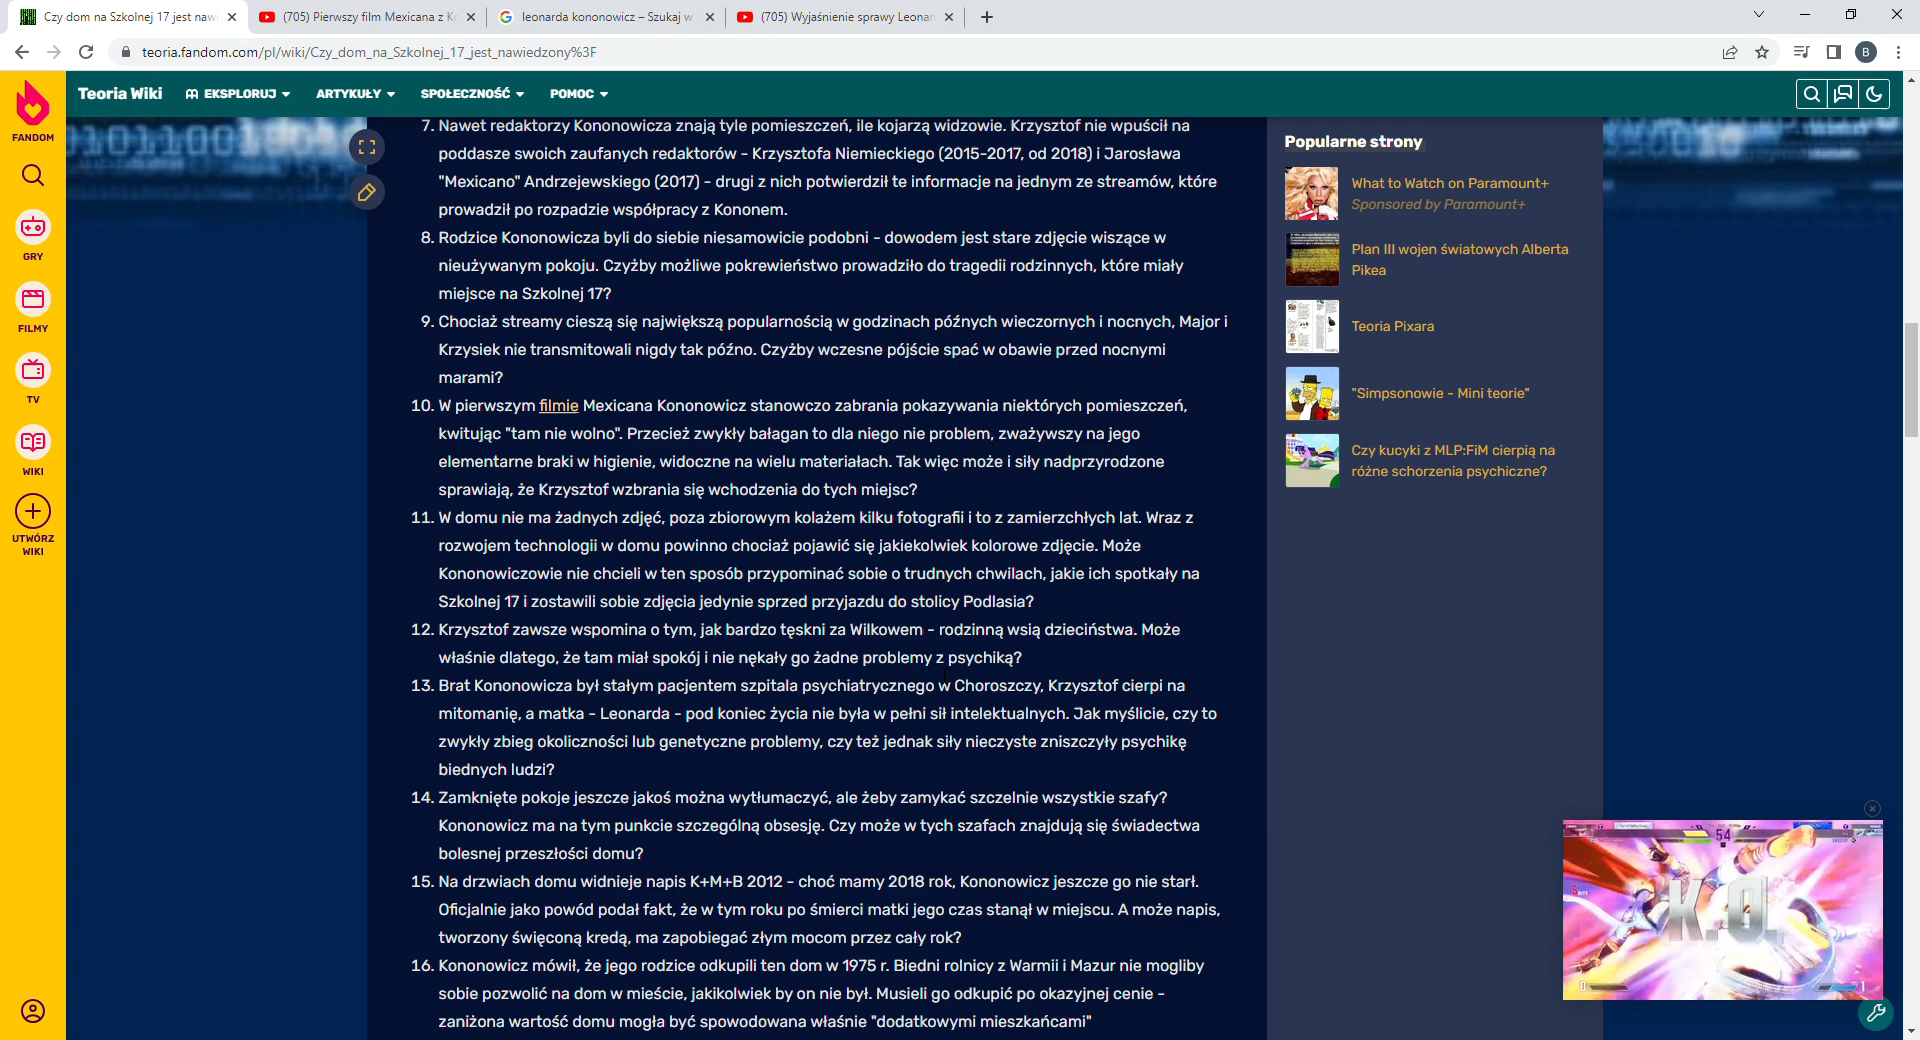 Czy dom na Szkolnej 17 jest naw
(705) Pierwszy film Mexicana z K
leonarda kononowicz – Szukaj w
(705) Wyjaśnienie sprawy Leonar
teoria.fandom.com/pl/wiki/Czy_dom_na_Szkolnej_17_jest_nawiedzony%3F
B
FANDOM
GRY
FILMY
TV
WIKI
UTWÓRZ
WIKI
Teoria Wiki
EKSPLORUJ
ARTYKUŁY
SPOŁECZNOŚĆ
POMOC
7. Nawet redaktorzy Kononowicza znają tyle pomieszczeń, ile kojarzą widzowie. Krzysztof nie wpuścił na
poddasze swoich zaufanych redaktorów - Krzysztofa Niemieckiego (2015-2017, od 2018) i Jarosława
"Mexicano" Andrzejewskiego (2017) - drugi z nich potwierdził te informacje na jednym ze streamów, które
prowadził po rozpadzie współpracy z Kononem.
8. Rodzice Kononowicza byli do siebie niesamowicie podobni - dowodem jest stare zdjęcie wiszące w
nieużywanym pokoju. Czyżby możliwe pokrewieństwo prowadziło do tragedii rodzinnych, które miały
miejsce na Szkolnej 17?
9. Chociaż streamy cieszą się największą popularnością w godzinach późnych wieczornych i nocnych, Major i
Krzysiek nie transmitowali nigdy tak późno. Czyżby wczesne pójście spać w obawie przed nocnymi
marami?
10. W pierwszym filmie Mexicana Kononowicz stanowczo zabrania pokazywania niektórych pomieszczeń,
kwitując "tam nie wolno". Przecież zwykły bałagan to dla niego nie problem, zważywszy na jego
elementarne braki w higienie, widoczne na wielu materiałach. Tak więc może i siły nadprzyrodzone
sprawiają, że Krzysztof wzbrania się wchodzenia do tych miejsc?
11. W domu nie ma żadnych zdjęć, poza zbiorowym kolażem kilku fotografii i to z zamierzchłych lat. Wraz z
rozwojem technologii w domu powinno chociaż pojawić się jakiekolwiek kolorowe zdjęcie. Może
Kononowiczowie nie chcieli w ten sposób przypominać sobie o trudnych chwilach, jakie ich spotkały na
Szkolnej 17 i zostawili sobie zdjęcia jedynie sprzed przyjazdu do stolicy Podlasia?
12. Krzysztof zawsze wspomina o tym, jak bardzo tęskni za Wilkowem - rodzinną wsią dzieciństwa. Może
właśnie dlatego, że tam miał spokój i nie nękały go żadne problemy z psychiką?
13. Brat Kononowicza był stałym pacjentem szpitala psychiatrycznego w Choroszczy, Krzysztof cierpi na
mitomanię, a matka - Leonarda - pod koniec życia nie była w pełni sił intelektualnych. Jak myślicie, czy to
zwykły zbieg okoliczności lub genetyczne problemy, czy też jednak siły nieczyste zniszczyły psychikę
biednych ludzi?
14. Zamknięte pokoje jeszcze jakoś można wytłumaczyć, ale żeby zamykać szczelnie wszystkie szafy?
Kononowicz ma na tym punkcie szczególną obsesję. Czy może w tych szafach znajdują się świadectwa
bolesnej przeszłości domu?
15. Na drzwiach domu widnieje napis K+M+B 2012 - choć mamy 2018 rok, Kononowicz jeszcze go nie starł.
Oficjalnie jako powód podał fakt, że w tym roku po śmierci matki jego czas stanął w miejscu. A może napis,
tworzony święconą kredą, ma zapobiegać złym mocom przez cały rok?
16. Kononowicz mówił, że jego rodzice odkupili ten dom w 1975 r. Biedni rolnicy z Warmii i Mazur nie mogliby
sobie pozwolić na dom w mieście, jakikolwiek by on nie był. Musieli go odkupić po okazyjnej cenie -
zaniżona wartość domu mogła być spowodowana właśnie "dodatkowymi mieszkańcami"
Popularne strony
What to Watch on Paramount+
Sponsored by Paramount+
Plan III wojen światowych Alberta
Pikea
Teoria Pixara
"Simpsonowie - Mini teorie"
Czy kucyki z MLP:FiM cierpią na
różne schorzenia psychiczne?
54
K.O.